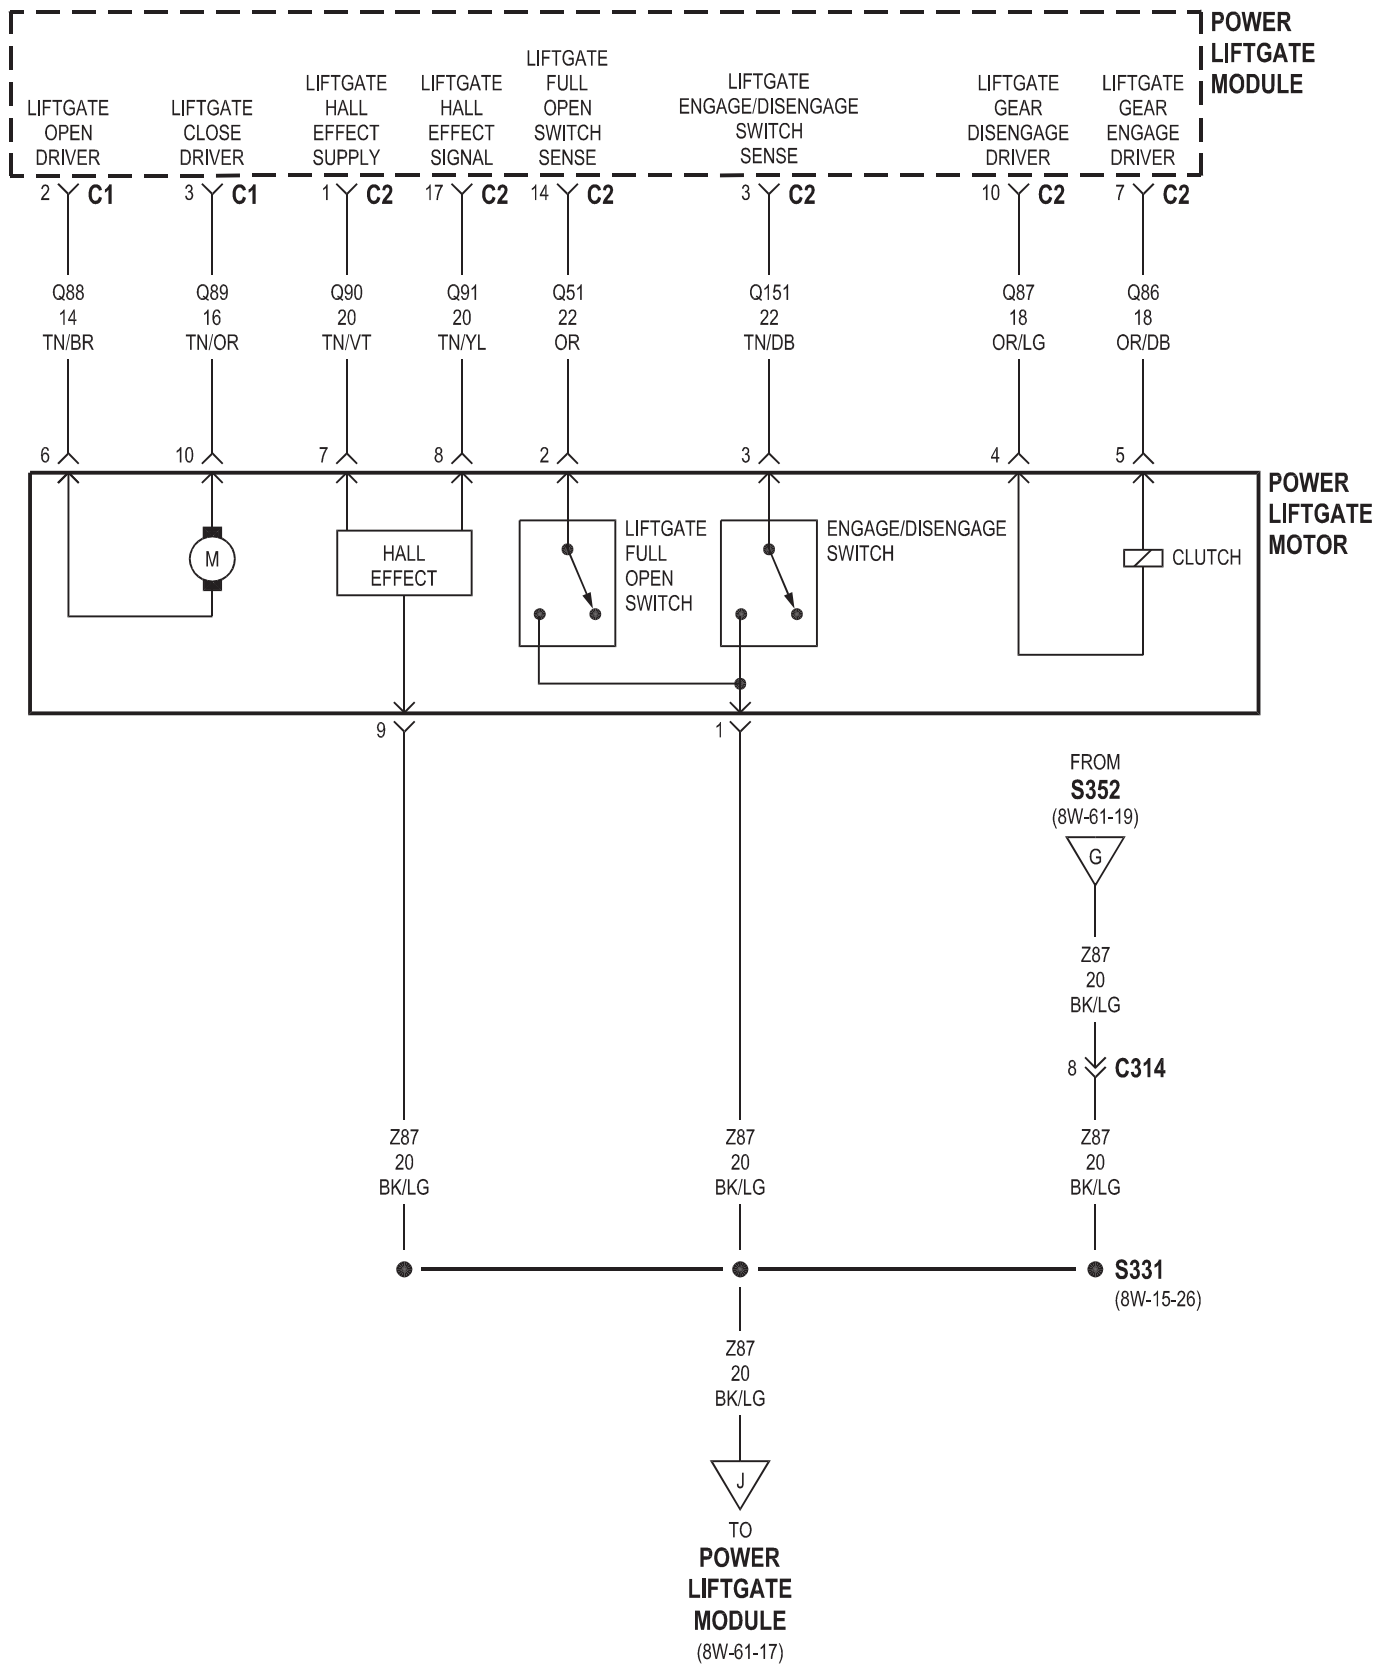 POWER
LIFTGATE
MODULE
LIFTGATE
OPEN
DRIVER
LIFTGATE
CLOSE
DRIVER
LIFTGATE
HALL
EFFECT
SUPPLY
LIFTGATE
HALL
EFFECT
SIGNAL
LIFTGATE
FULL
OPEN
SWITCH
SENSE
LIFTGATE
ENGAGE/DISENGAGE
SWITCH
SENSE
LIFTGATE
GEAR
DISENGAGE
DRIVER
LIFTGATE
GEAR
ENGAGE
DRIVER
2 C1
3 C1
1 C2
17 C2
14 C2
3 C2
10 C2
7 C2
Q88
14
TN/BR
Q89
16
TN/OR
Q90
20
TN/VT
Q91
20
TN/YL
Q51
22
OR
Q151
22
TN/DB
Q87
18
OR/LG
Q86
18
OR/DB
6
10
7
8
2
3
4
5
POWER
LIFTGATE
MOTOR
M
HALL
EFFECT
LIFTGATE
FULL
OPEN
SWITCH
ENGAGE/DISENGAGE
SWITCH
CLUTCH
9
1
FROM
S352
(8W-61-19)
G
Z87
20
BK/LG
8 C314
Z87
20
BK/LG
Z87
20
BK/LG
Z87
20
BK/LG
S331
(8W-15-26)
Z87
20
BK/LG
J
TO
POWER
LIFTGATE
MODULE
(8W-61-17)